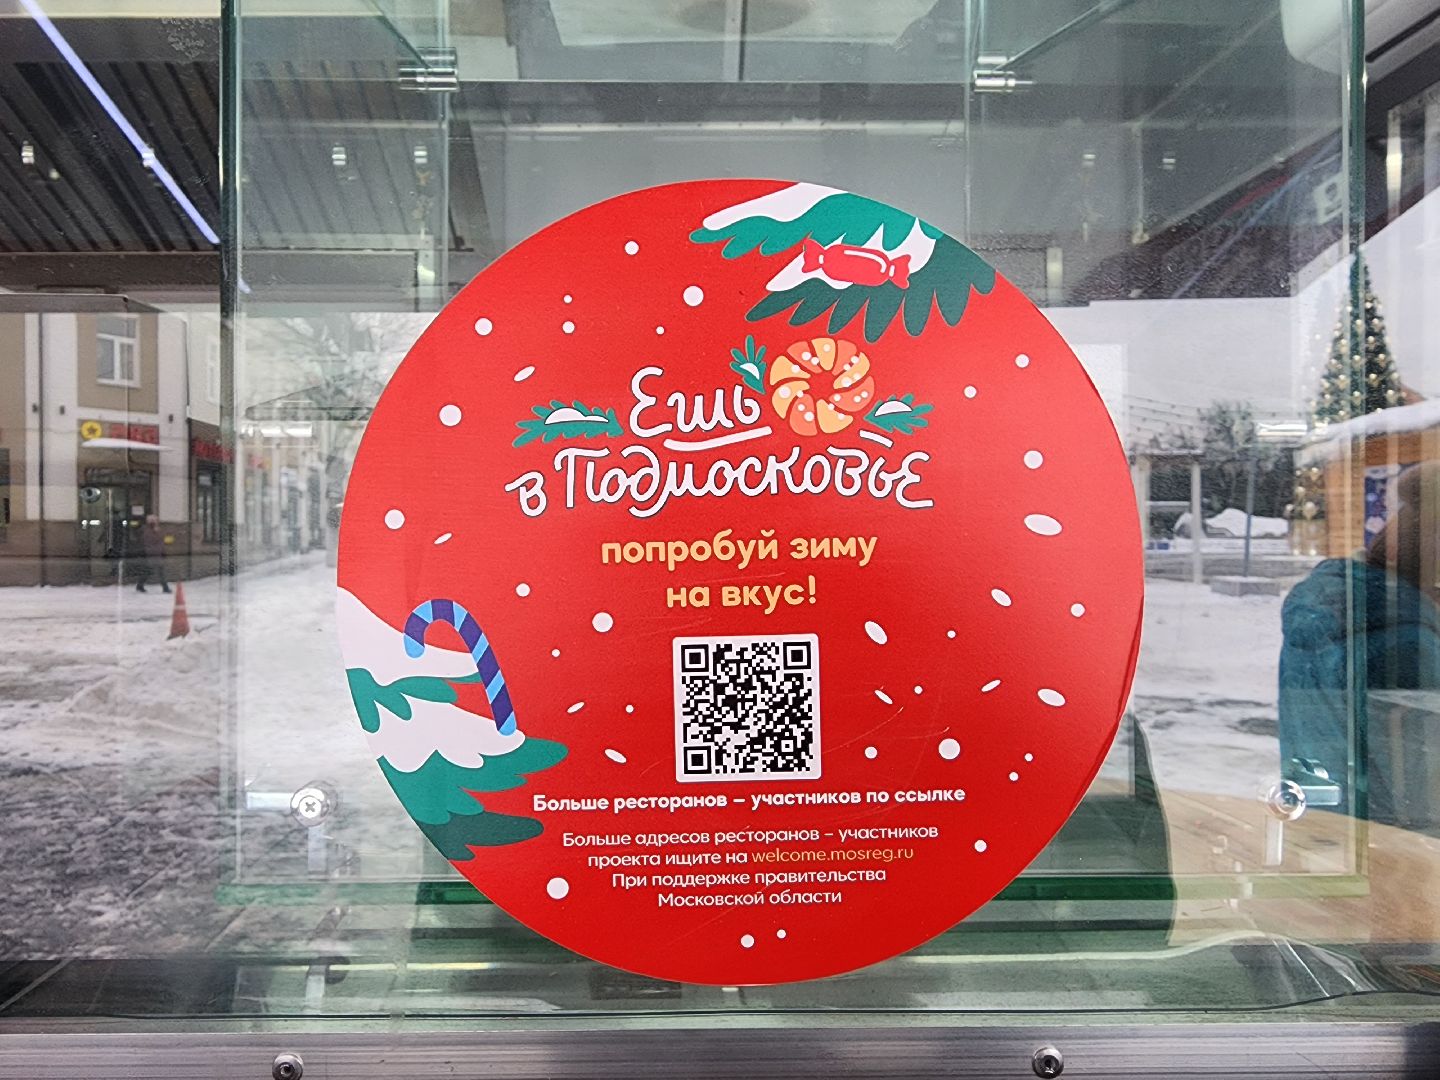 Ешь
в Подмосковье
попробуй зиму
на вкус!
Больше ресторанов – участников по ссылке
Больше адресов ресторанов – участников
проекта ищите на welcome.mosreg.ru
При поддержке правительства
Московской области